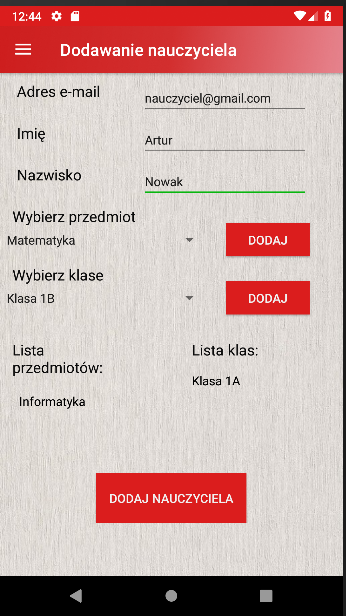 12:44
Dodawanie nauczyciela
Adres e-mail
nauczyciel@gmail.com
Imię
Artur
Nazwisko
Nowak
Wybierz przedmiot
Matematyka
DODAJ
Wybierz klase
Klasa 1B
DODAJ
Lista
przedmiotów:
Informatyka
Lista klas:
Klasa 1A
DODAJ NAUCZYCIELA